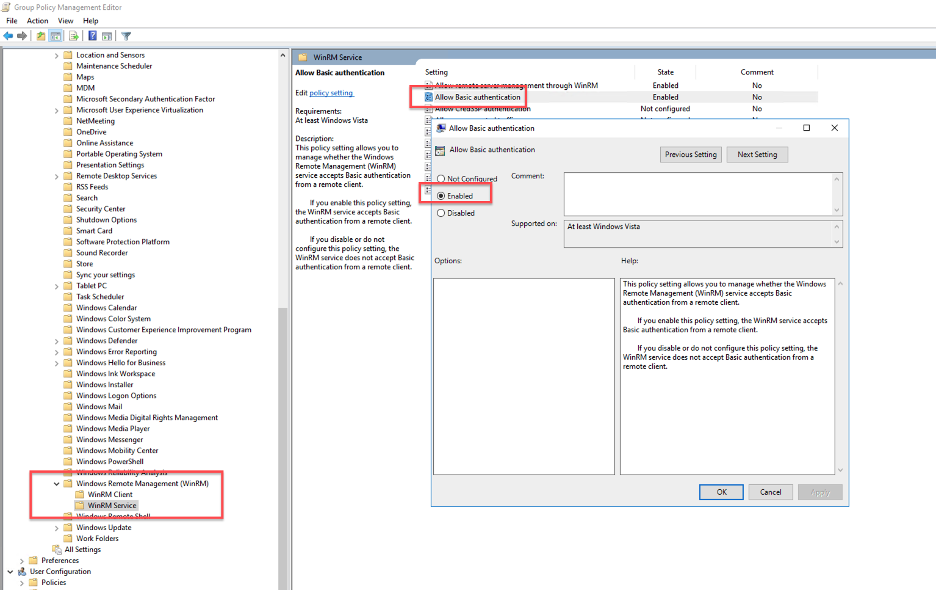 Group Policy Management Editor
File Action View Help
Location and Sensors
Maintenance Scheduler
Maps
MDM
Microsoft Secondary Authentication Factor
Microsoft User Experience Virtualization
NetMeeting
OneDrive
Online Assistance
Portable Operating System
Presentation Settings
Remote Desktop Services
RSS Feeds
Search
Security Center
Shutdown Options
Smart Card
Software Protection Platform
Sound Recorder
Store
Sync your settings
Tablet PC
Task Scheduler
Windows Calendar
Windows Color System
Windows Customer Experience Improvement Program
Windows Defender
Windows Error Reporting
Windows Hello for Business
Windows Ink Workspace
Windows Installer
Windows Logon Options
Windows Mail
Windows Media Digital Rights Management
Windows Media Player
Windows Messenger
Windows Mobility Center
Windows PowerShell
Windows Reliability Analysis
Windows Remote Management (WinRM)
WinRM Client
WinRM Service
Windows Remote Shell
Windows Update
Work Folders
All Settings
Preferences
User Configuration
Policies
WinRM Service
Allow Basic authentication
Edit policy setting
Requirements:
At least Windows Vista
Description:
This policy setting allows you to
manage whether the Windows
Remote Management (WinRM)
service accepts Basic authentication
from a remote client.
If you enable this policy setting,
the WinRM service accepts Basic
authentication from a remote client.
If you disable or do not
configure this policy setting, the
WinRM service does not accept Basic
authentication from a remote client.
Setting State Comment
Allow remote server management through WinRM Enabled No
Allow Basic authentication Enabled No
Allow CredSSP authentication Not configured No
Allow Basic authentication
Allow Basic authentication
Previous Setting Next Setting
Not Configured Comment:
Enabled
Disabled
Supported on: At least Windows Vista
Options: Help:
This policy setting allows you to manage whether the Windows
Remote Management (WinRM) service accepts Basic
authentication from a remote client.
If you enable this policy setting, the WinRM service accepts
Basic authentication from a remote client.
If you disable or do not configure this policy setting, the
WinRM service does not accept Basic authentication from a
remote client.
OK Cancel Apply